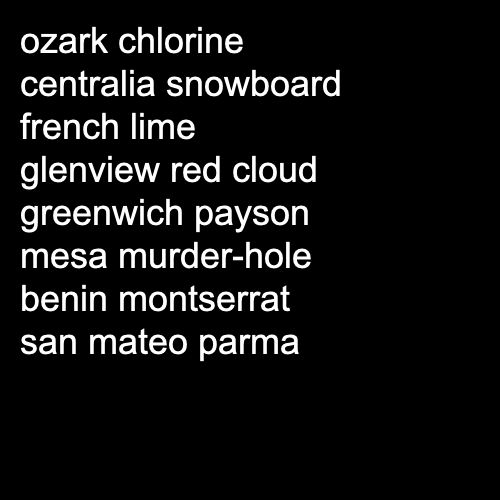 ozark chlorine
centralia snowboard
french lime
glenview red cloud
greenwich payson
mesa murder-hole
benin montserrat
san mateo parma